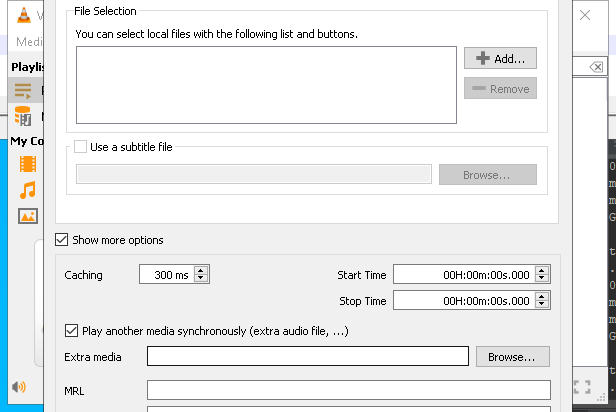 V
Medi
File Selection
You can select local files with the following list and buttons.
Playlis
Add...
Remove
My Co
Use a subtitle file
Browse...
Show more options
Caching
300 ms
Start Time
00H:00m:00s.000
Stop Time
00H:00m:00s.000
Play another media synchronously (extra audio file, ...)
Extra media
Browse...
MRL